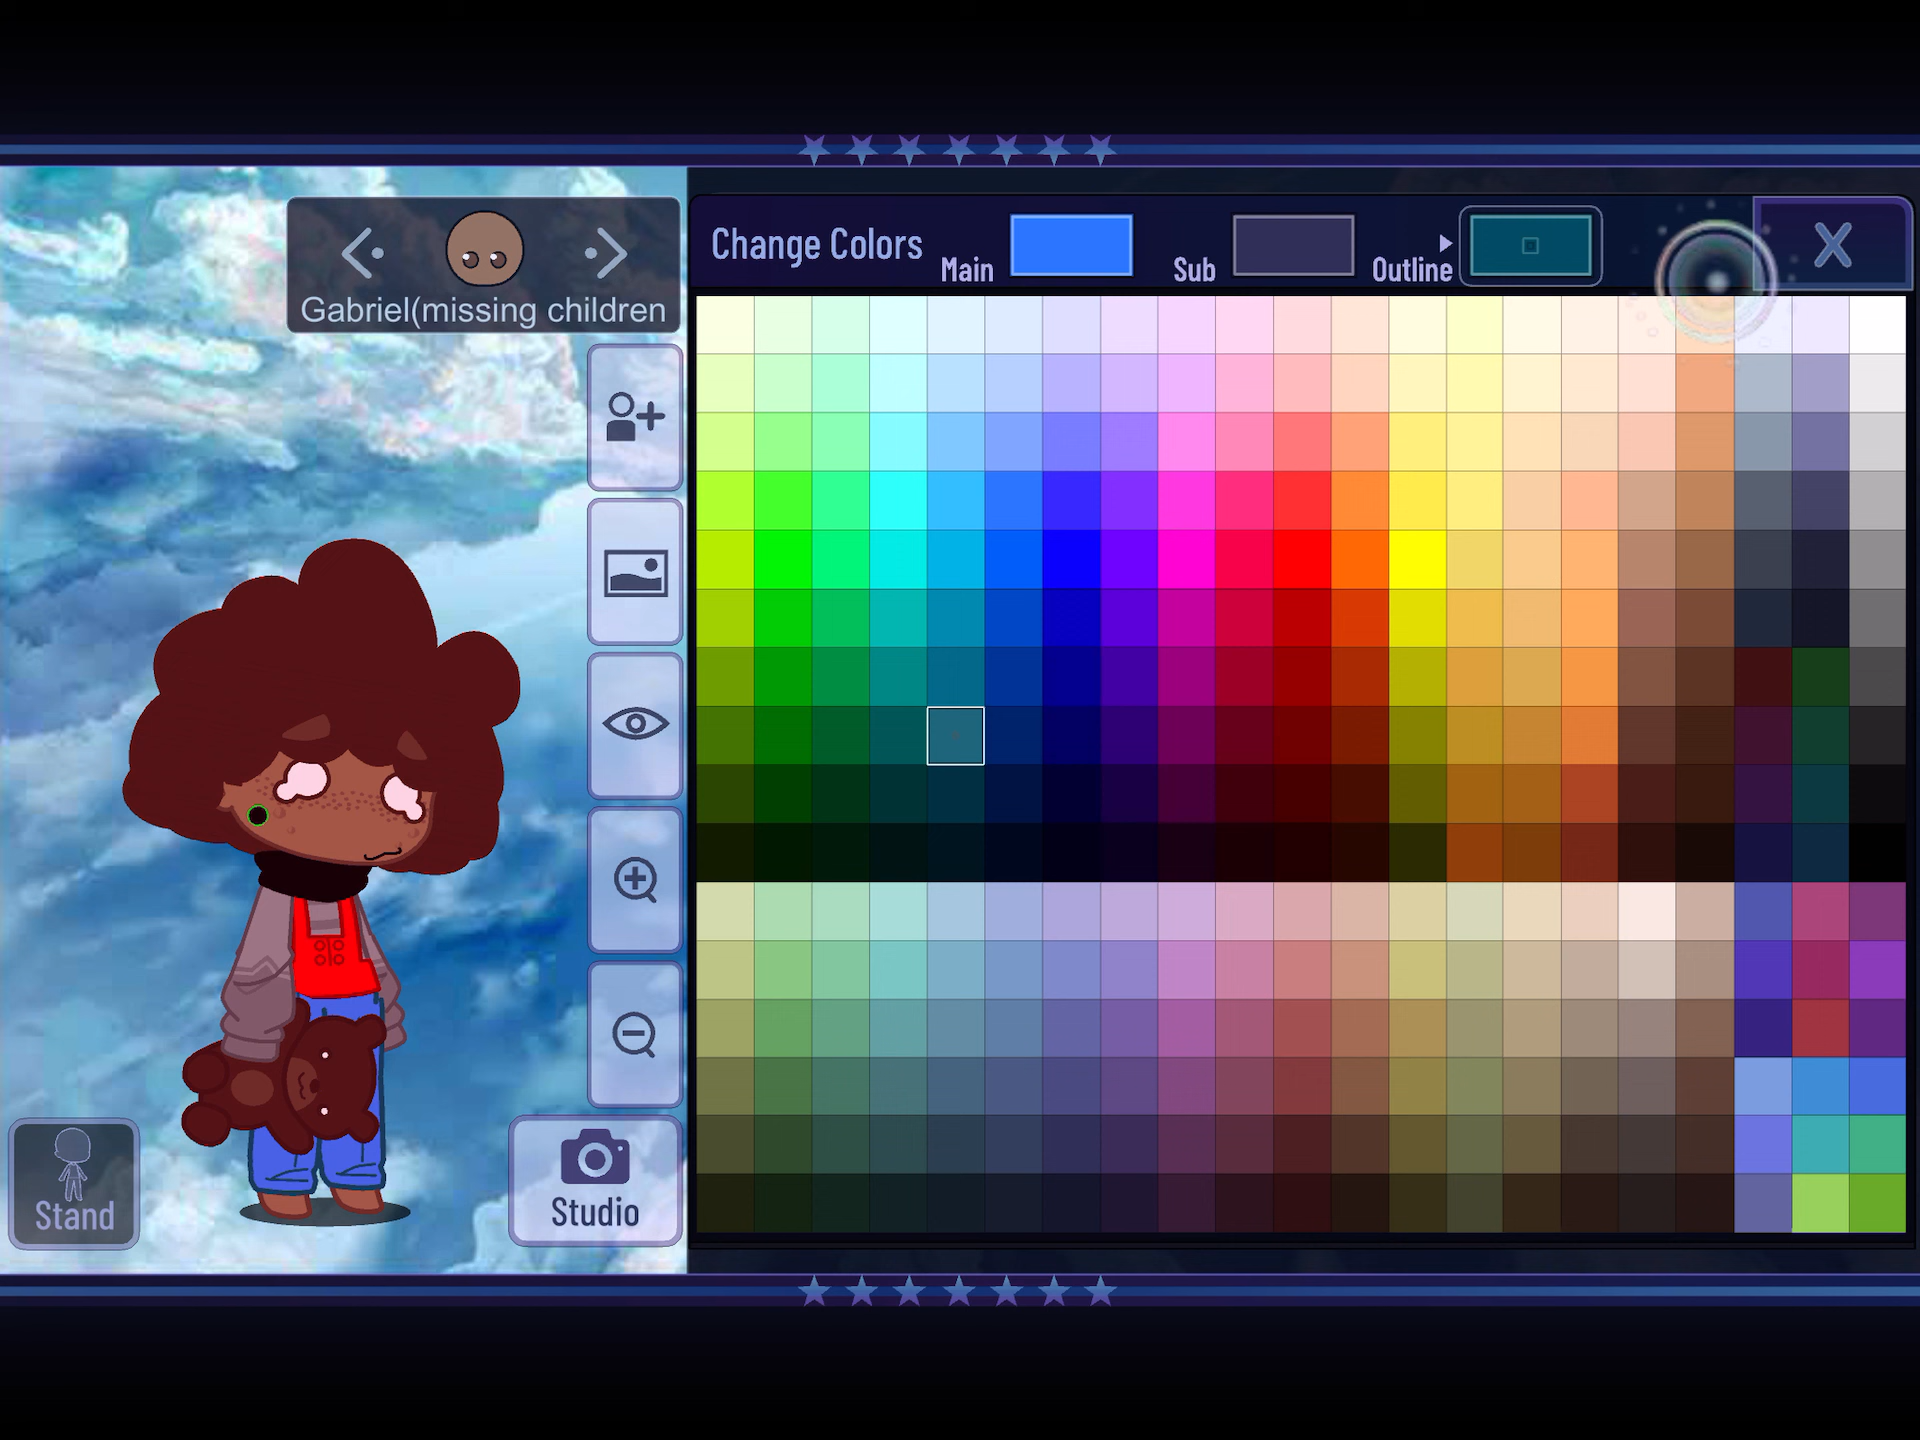 Gabriel(missing children
Change Colors
Main
Sub
Outline
X
Stand
Studio